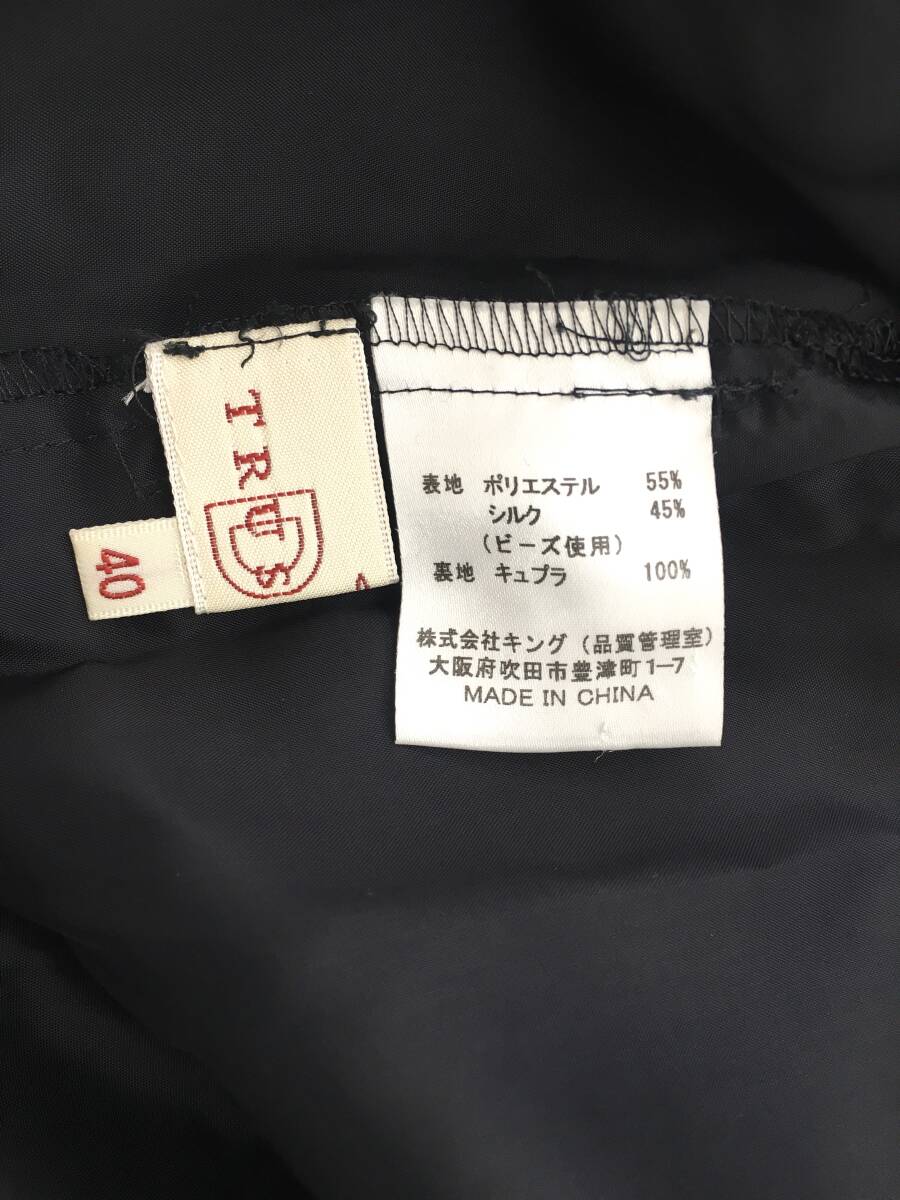 TRUS
40
表地 ポリエステル 55%
シルク 45%
(ビーズ使用)
裏地 キュプラ 100%
株式会社キング (品質管理室)
大阪府吹田市豊津町1-7
MADE IN CHINA